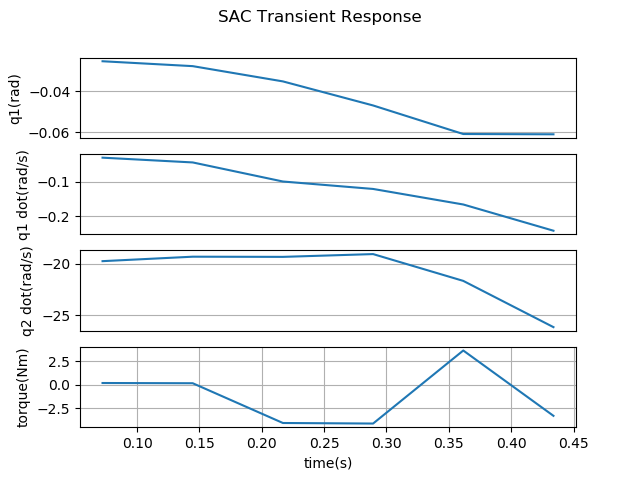 SAC Transient Response
q1(rad)
−0.04
−0.06
q1 dot(rad/s)
−0.1
−0.2
q2 dot(rad/s)
−20
−25
torque(Nm)
2.5
0.0
−2.5
0.10 0.15 0.20 0.25 0.30 0.35 0.40 0.45
time(s)